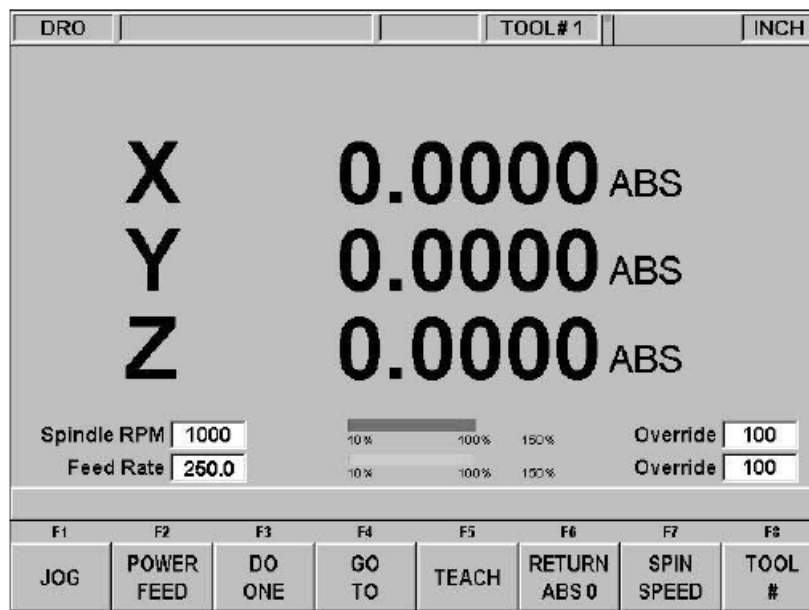 DRO TOOL# 1 INCH
X 0.0000 ABS
Y 0.0000 ABS
Z 0.0000 ABS
Spindle RPM 1000 10% 100% 150% Override 100
Feed Rate 250.0 10% 100% 150% Override 100
F1 F2 F3 F4 F5 F6 F7 F8
JOG POWER FEED DO ONE GO TO TEACH RETURN ABS 0 SPIN SPEED TOOL #